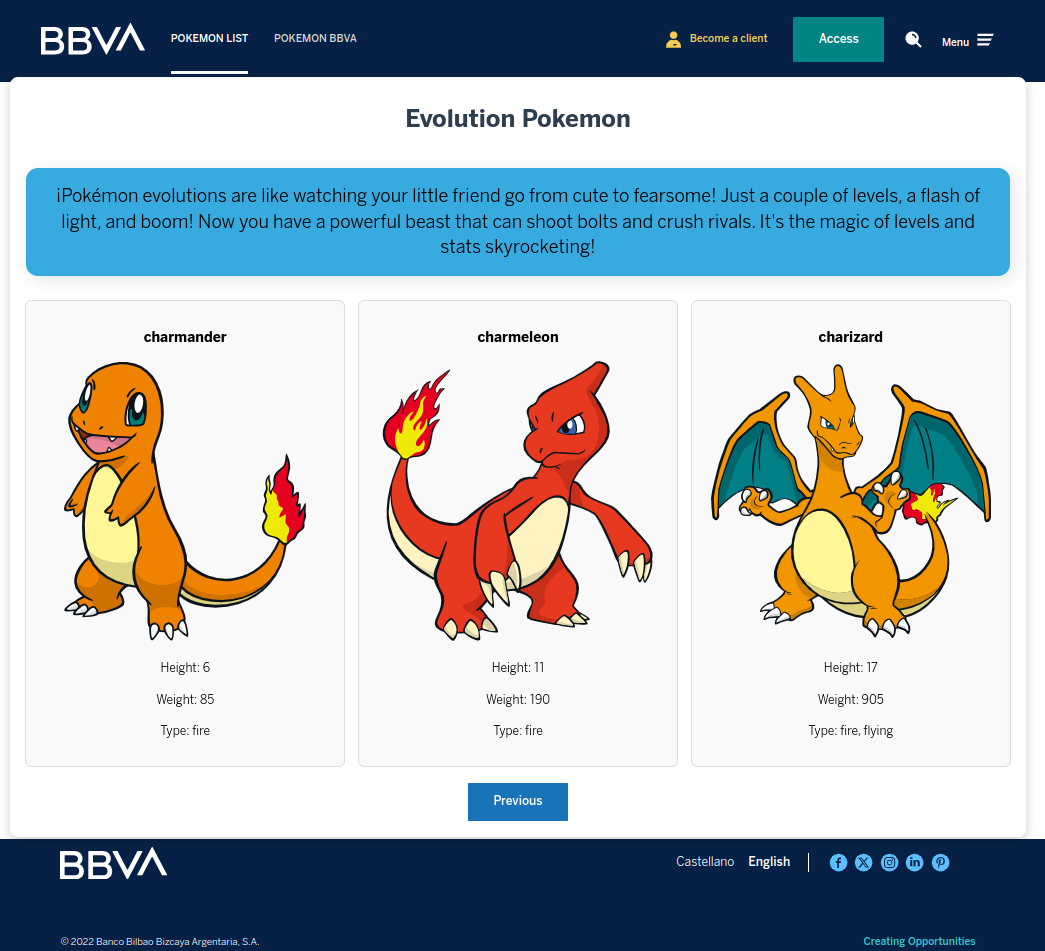 BBVA
POKEMON LIST
POKEMON BBVA
Become a client
Access
Menu
Evolution Pokemon
¡Pokémon evolutions are like watching your little friend go from cute to fearsome! Just a couple of levels, a flash of
light, and boom! Now you have a powerful beast that can shoot bolts and crush rivals. It's the magic of levels and
stats skyrocketing!
charmander
Height: 6
Weight: 85
Type: fire
charmeleon
Height: 11
Weight: 190
Type: fire
charizard
Height: 17
Weight: 905
Type: fire, flying
Previous
BBVA
Castellano
English
© 2022 Banco Bilbao Bizcaya Argentaria, S.A.
Creating Opportunities